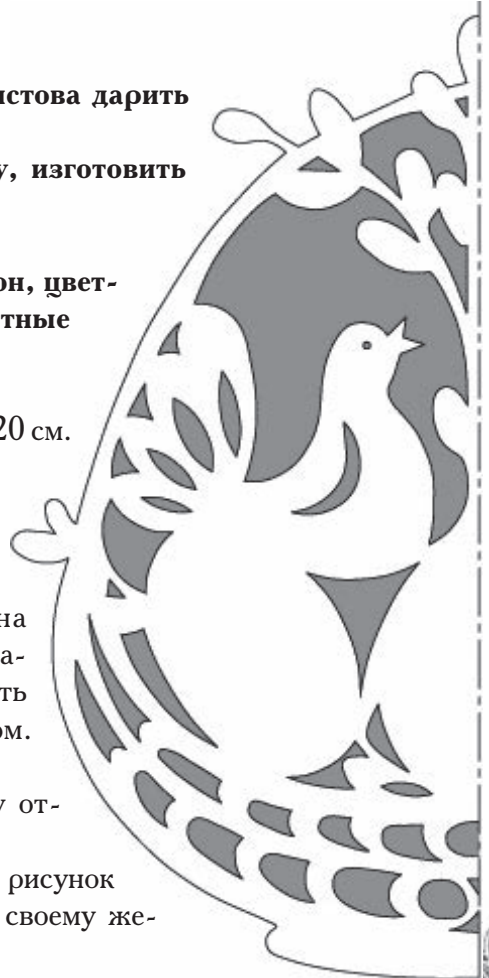 истова дарить
у, изготовить
он, цвет-
тные
20 см.
на
а-
ть
ом.
у от-
рисунок
своему же-